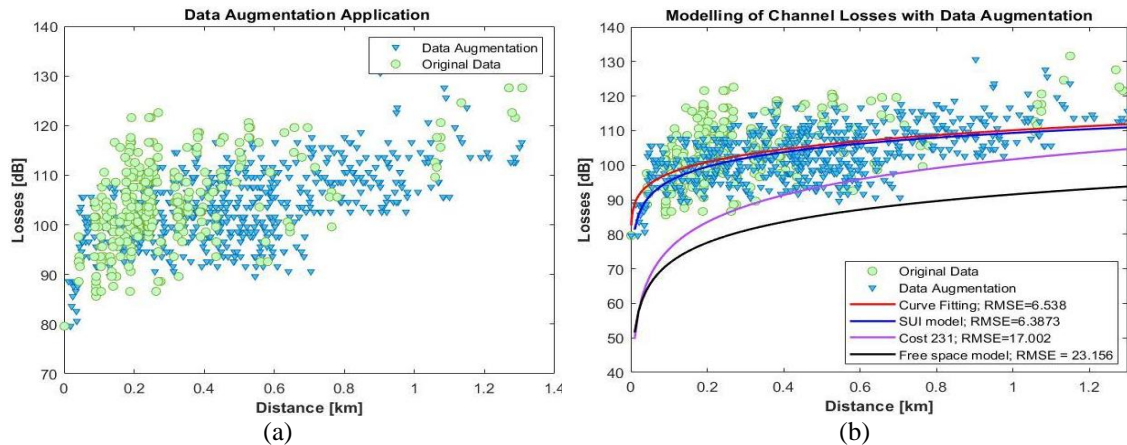 Data Augmentation Application
140
130
120
110
100
90
80
70
Losses [dB]
0
0.2
0.4
0.6
0.8
1
1.2
1.4
Distance [km]
Data Augmentation
Original Data
(a)
Modelling of Channel Losses with Data Augmentation
140
130
120
110
100
90
80
70
60
50
40
Losses [dB]
0
0.2
0.4
0.6
0.8
1
1.2
Distance [km]
Original Data
Data Augmentation
Curve Fitting; RMSE=6.538
SUI model; RMSE=6.3873
Cost 231; RMSE=17.002
Free space model; RMSE = 23.156
(b)